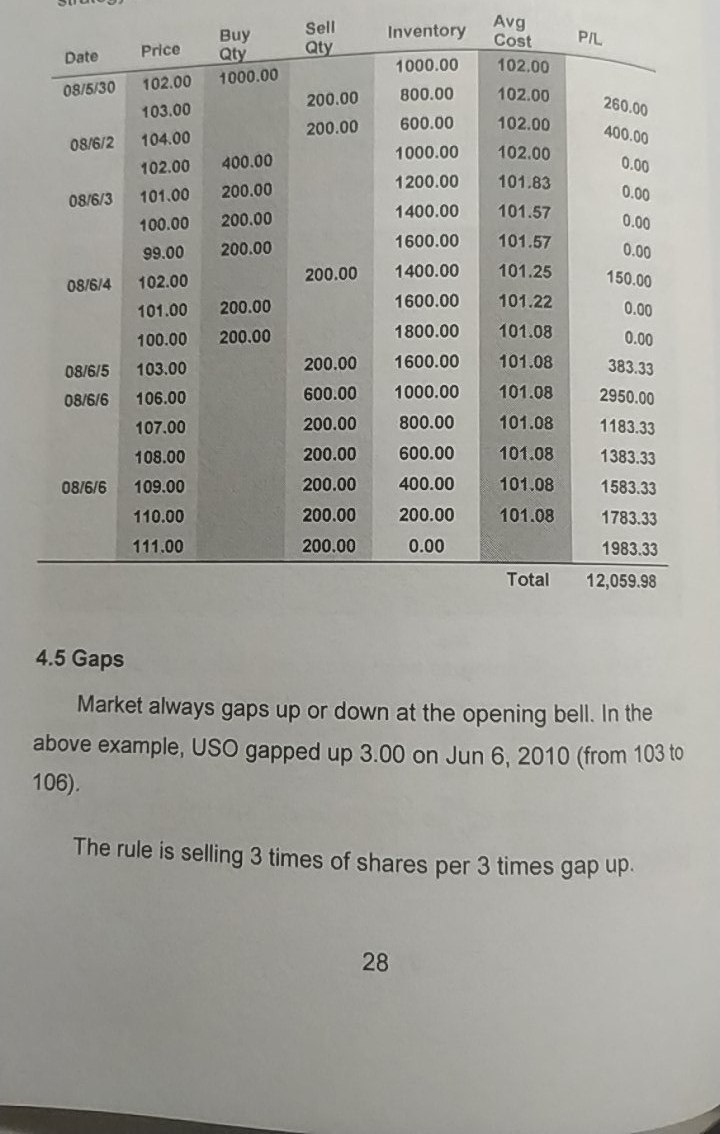 Date Price Buy Qty Sell Qty Inventory Avg Cost P/L
08/5/30 102.00 1000.00 1000.00 102.00
103.00 200.00 800.00 102.00 260.00
08/6/2 104.00 200.00 600.00 102.00 400.00
102.00 400.00 1000.00 102.00 0.00
08/6/3 101.00 200.00 1200.00 101.83 0.00
100.00 200.00 1400.00 101.57 0.00
99.00 200.00 1600.00 101.57 0.00
08/6/4 102.00 200.00 1400.00 101.25 150.00
101.00 200.00 1600.00 101.22 0.00
100.00 200.00 1800.00 101.08 0.00
08/6/5 103.00 200.00 1600.00 101.08 383.33
08/6/6 106.00 600.00 1000.00 101.08 2950.00
107.00 200.00 800.00 101.08 1183.33
108.00 200.00 600.00 101.08 1383.33
08/6/6 109.00 200.00 400.00 101.08 1583.33
110.00 200.00 200.00 101.08 1783.33
111.00 200.00 0.00 1983.33
Total 12,059.98
4.5 Gaps
Market always gaps up or down at the opening bell. In the
above example, USO gapped up 3.00 on Jun 6, 2010 (from 103 to
106).
The rule is selling 3 times of shares per 3 times gap up.
28